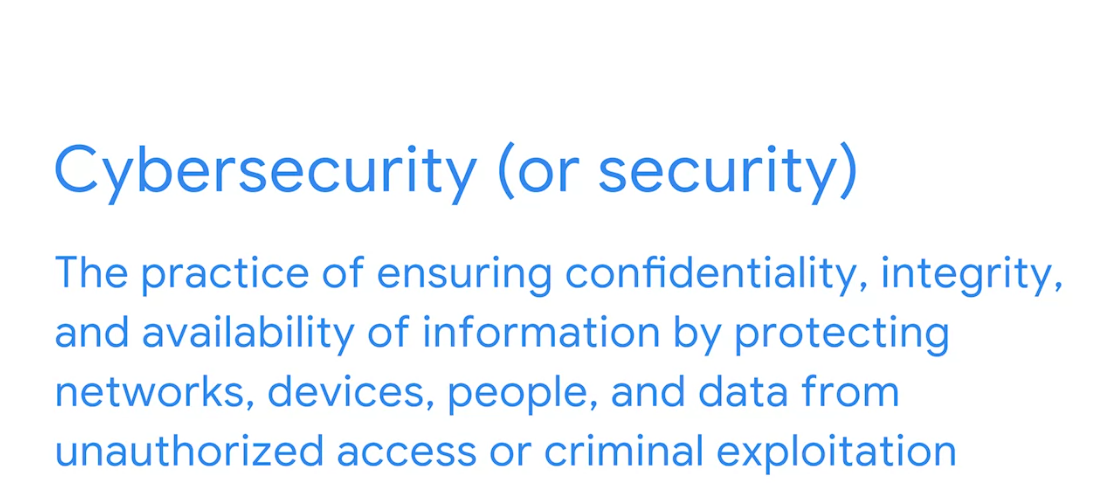 Cybersecurity (or security)
The practice of ensuring confidentiality, integrity,
and availability of information by protecting
networks, devices, people, and data from
unauthorized access or criminal exploitation